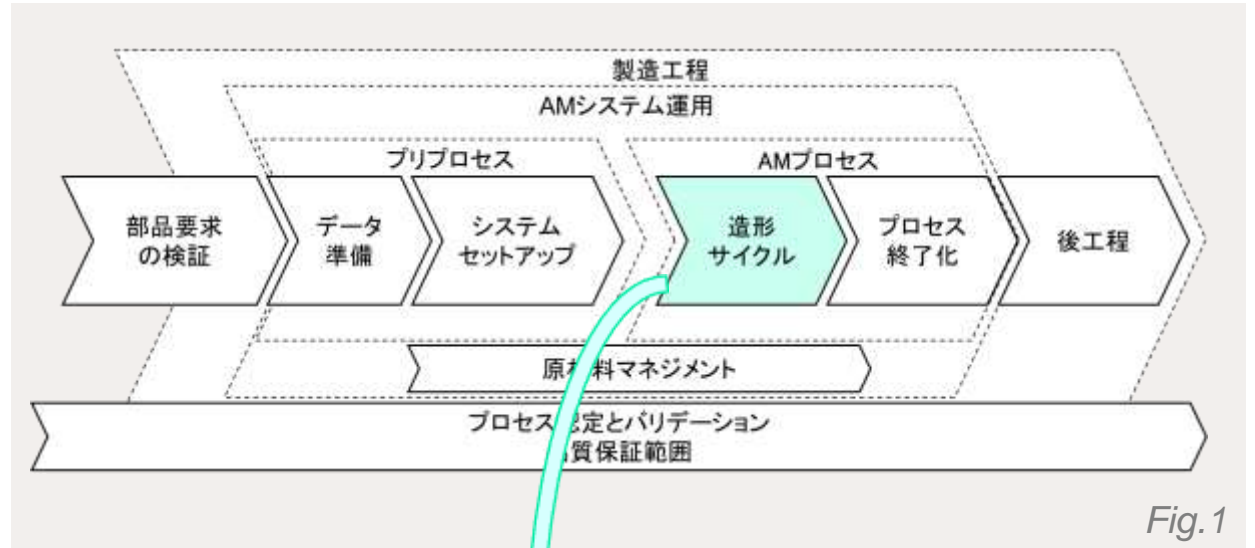 製造工程
AMシステム運用
プリプロセス
AMプロセス
部品要求
の検証
データ
準備
システム
セットアップ
造形
サイクル
プロセス
終了化
後工程
原材料マネジメント
プロセス認定とバリデーション
品質保証範囲
Fig.1